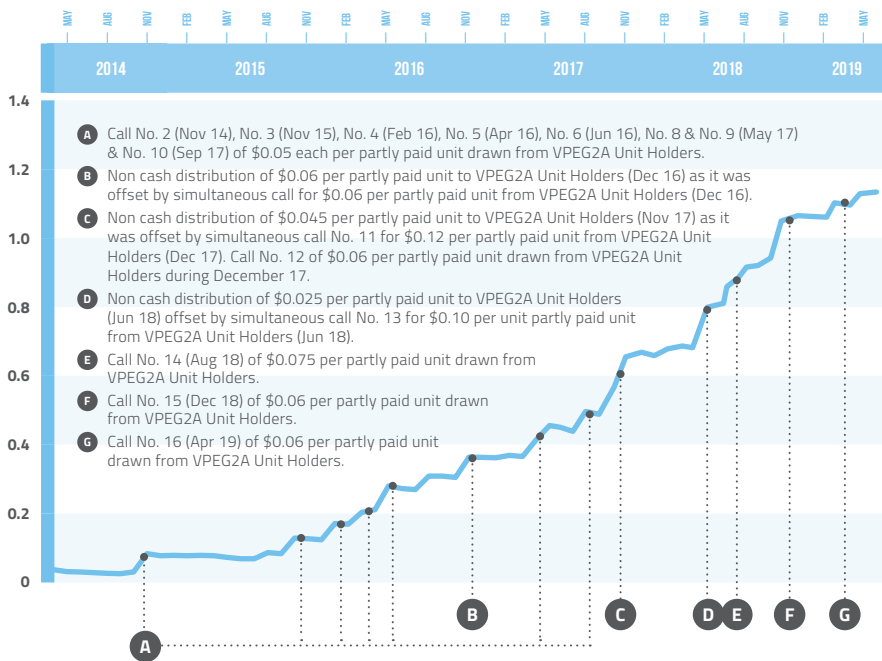 MAY AUG NOV FEB MAY AUG NOV FEB MAY AUG NOV FEB MAY AUG NOV FEB MAY AUG NOV FEB MAY
2014 2015 2016 2017 2018 2019
1.4
1.2
1.0
0.8
0.6
0.4
0.2
0
A Call No. 2 (Nov 14), No. 3 (Nov 15), No. 4 (Feb 16), No. 5 (Apr 16), No. 6 (Jun 16), No. 8 & No. 9 (May 17)
& No. 10 (Sep 17) of $0.05 each per partly paid unit drawn from VPEG2A Unit Holders.
B Non cash distribution of $0.06 per partly paid unit to VPEG2A Unit Holders (Dec 16) as it was
offset by simultaneous call for $0.06 per partly paid unit from VPEG2A Unit Holders (Dec 16).
C Non cash distribution of $0.045 per partly paid unit to VPEG2A Unit Holders (Nov 17) as it
was offset by simultaneous call No. 11 for $0.12 per partly paid unit from VPEG2A Unit
Holders (Dec 17). Call No. 12 of $0.06 per partly paid unit drawn from VPEG2A Unit
Holders during December 17.
D Non cash distribution of $0.025 per partly paid unit to VPEG2A Unit Holders
(Jun 18) offset by simultaneous call No. 13 for $0.10 per unit partly paid unit
from VPEG2A Unit Holders (Jun 18).
E Call No. 14 (Aug 18) of $0.075 per partly paid unit drawn from
VPEG2A Unit Holders.
F Call No. 15 (Dec 18) of $0.06 per partly paid unit drawn
from VPEG2A Unit Holders.
G Call No. 16 (Apr 19) of $0.06 per partly paid unit
drawn from VPEG2A Unit Holders.
B C D E F G
A